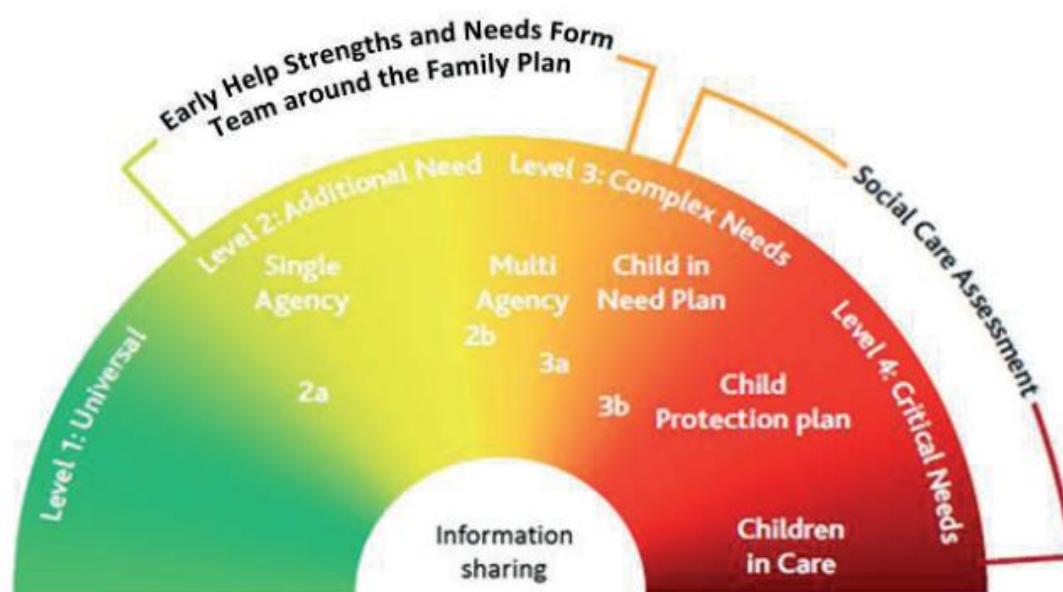 Early Help Strengths and Needs Form
Team around the Family Plan
Social Care Assessment
Level 1: Universal
Level 2: Additional Need
Level 3: Complex Needs
Level 4: Critical Needs
Single
Agency
2a
Multi
Agency
2b
3a
Child in
Need Plan
3b
Child
Protection plan
Children
in Care
Information
sharing